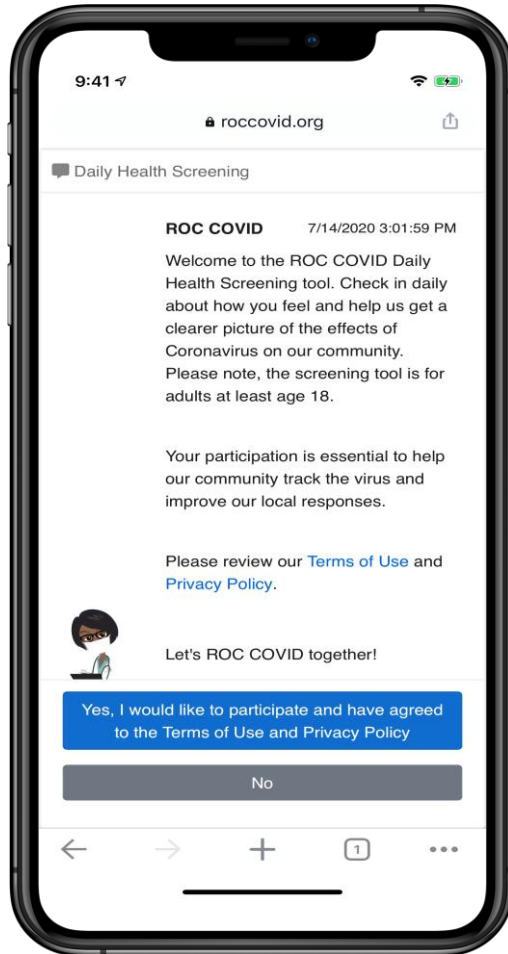 9:41
roccovid.org
Daily Health Screening
ROC COVID 7/14/2020 3:01:59 PM
Welcome to the ROC COVID Daily
Health Screening tool. Check in daily
about how you feel and help us get a
clearer picture of the effects of
Coronavirus on our community.
Please note, the screening tool is for
adults at least age 18.
Your participation is essential to help
our community track the virus and
improve our local responses.
Please review our Terms of Use and
Privacy Policy.
Let's ROC COVID together!
Yes, I would like to participate and have agreed
to the Terms of Use and Privacy Policy
No
1